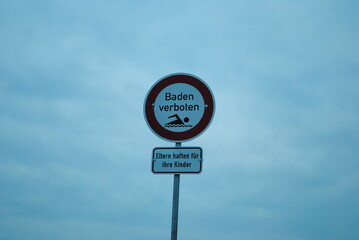 Baden
verboten
Eltern haften für
ihre Kinder